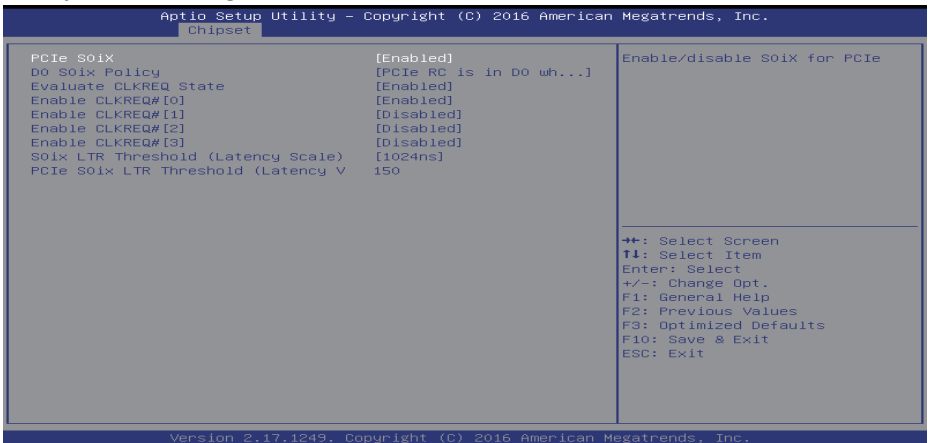 Aptio Setup Utility – Copyright (C) 2016 American Megatrends, Inc.
Chipset
PCIe S0iX [Enabled]
D0 S0ix Policy [PCIe RC is in D0 wh...]
Evaluate CLKREQ State [Enabled]
Enable CLKREQ#[0] [Enabled]
Enable CLKREQ#[1] [Disabled]
Enable CLKREQ#[2] [Disabled]
Enable CLKREQ#[3] [Disabled]
S0ix LTR Threshold (Latency Scale) [1024ns]
PCIe S0ix LTR Threshold (Latency V 150
Enable/disable S0iX for PCIe
→←: Select Screen
↑↓: Select Item
Enter: Select
+/-: Change Opt.
F1: General Help
F2: Previous Values
F3: Optimized Defaults
F10: Save & Exit
ESC: Exit
Version 2.17.1249. Copyright (C) 2016 American Megatrends, Inc.